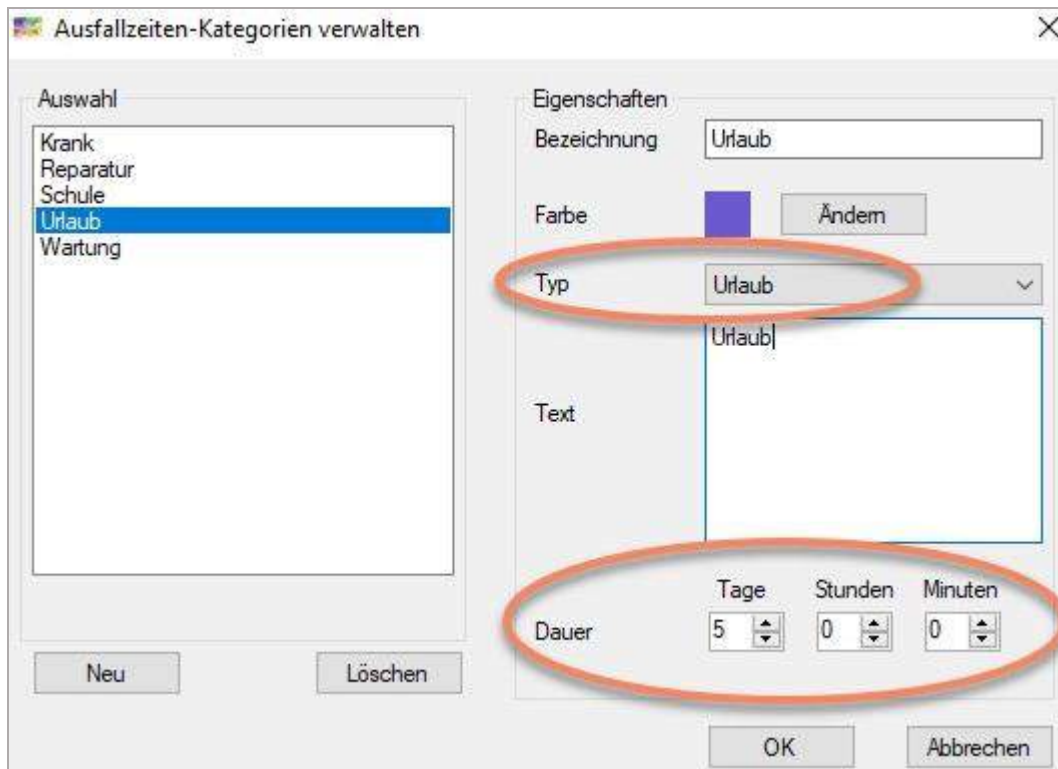 Ausfallzeiten-Kategorien verwalten
Auswahl
Krank
Reparatur
Schule
Urlaub
Wartung
Neu
Löschen
Eigenschaften
Bezeichnung
Urlaub
Farbe
Ändern
Typ
Urlaub
Text
Urlaub
Tage
Stunden
Minuten
Dauer
5
0
0
OK
Abbrechen